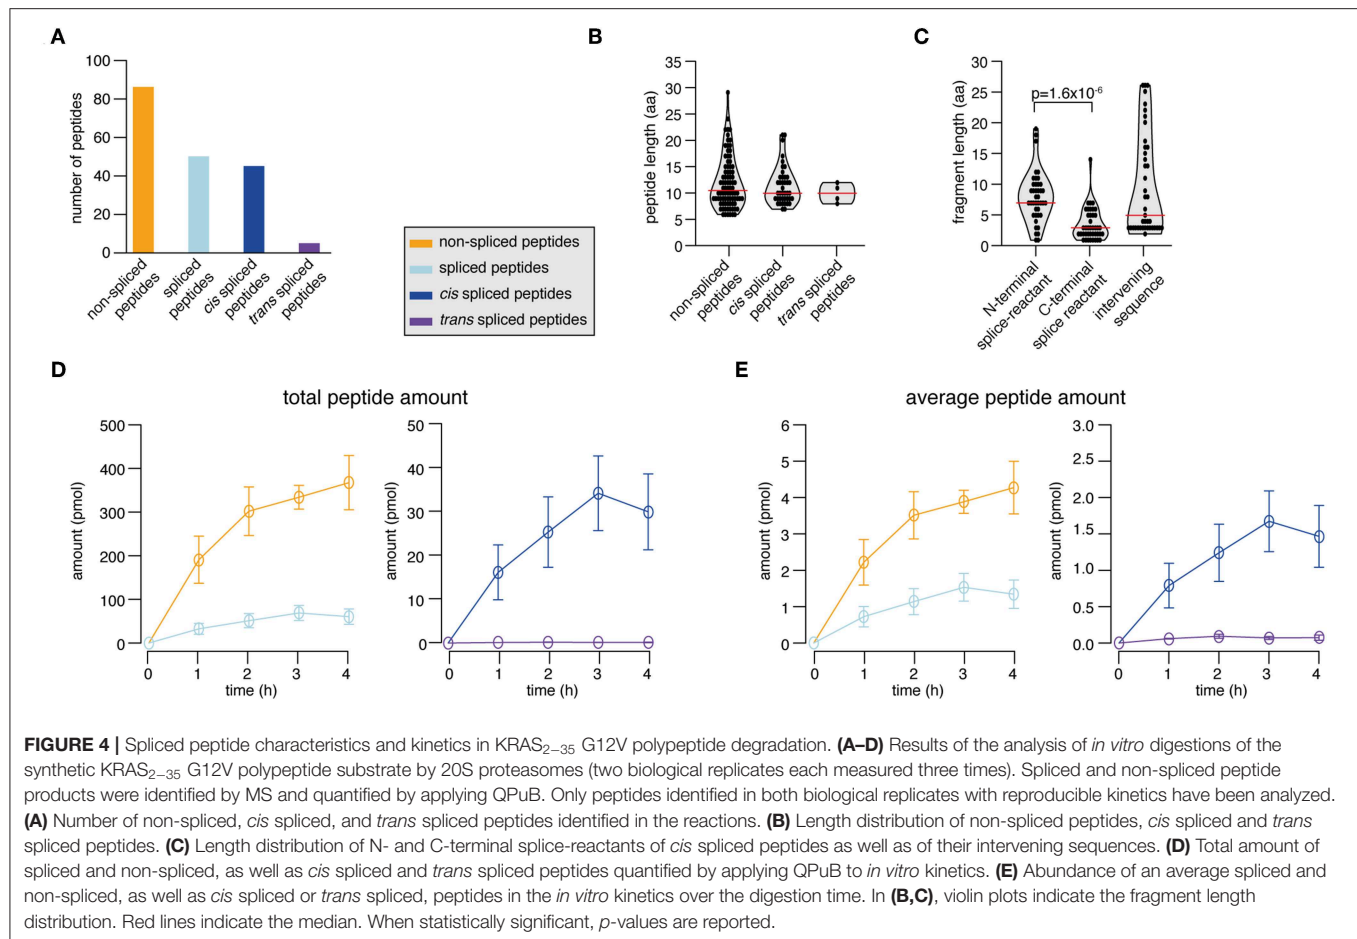 A
100
80
60
40
20
0
number of peptides
non-spliced
peptides
spliced
peptides
cis spliced
peptides
trans spliced
peptides
non-spliced peptides
spliced peptides
cis spliced peptides
trans spliced peptides
B
35
30
25
20
15
10
5
0
peptide length (aa)
non-spliced
peptides
cis spliced
peptides
trans spliced
peptides
C
30
25
20
15
10
5
0
fragment length (aa)
p=1.6x10-6
N-terminal
splice-reactant
C-terminal
splice reactant
intervening
sequence
D
total peptide amount
500
400
300
200
100
0
amount (pmol)
0 1 2 3 4
time (h)
50
40
30
20
10
0
amount (pmol)
0 1 2 3 4
time (h)
E
average peptide amount
6
5
4
3
2
1
0
amount (pmol)
0 1 2 3 4
time (h)
3.0
2.5
2.0
1.5
1.0
0.5
0.0
amount (pmol)
0 1 2 3 4
time (h)
FIGURE 4 | Spliced peptide characteristics and kinetics in KRAS2–35 G12V polypeptide degradation. (A–D) Results of the analysis of in vitro digestions of the
synthetic KRAS2–35 G12V polypeptide substrate by 20S proteasomes (two biological replicates each measured three times). Spliced and non-spliced peptide
products were identified by MS and quantified by applying QPuB. Only peptides identified in both biological replicates with reproducible kinetics have been analyzed.
(A) Number of non-spliced, cis spliced, and trans spliced peptides identified in the reactions. (B) Length distribution of non-spliced peptides, cis spliced and trans
spliced peptides. (C) Length distribution of N- and C-terminal splice-reactants of cis spliced peptides as well as of their intervening sequences. (D) Total amount of
spliced and non-spliced, as well as cis spliced and trans spliced peptides quantified by applying QPuB to in vitro kinetics. (E) Abundance of an average spliced and
non-spliced, as well as cis spliced or trans spliced, peptides in the in vitro kinetics over the digestion time. In (B,C), violin plots indicate the fragment length
distribution. Red lines indicate the median. When statistically significant, p-values are reported.